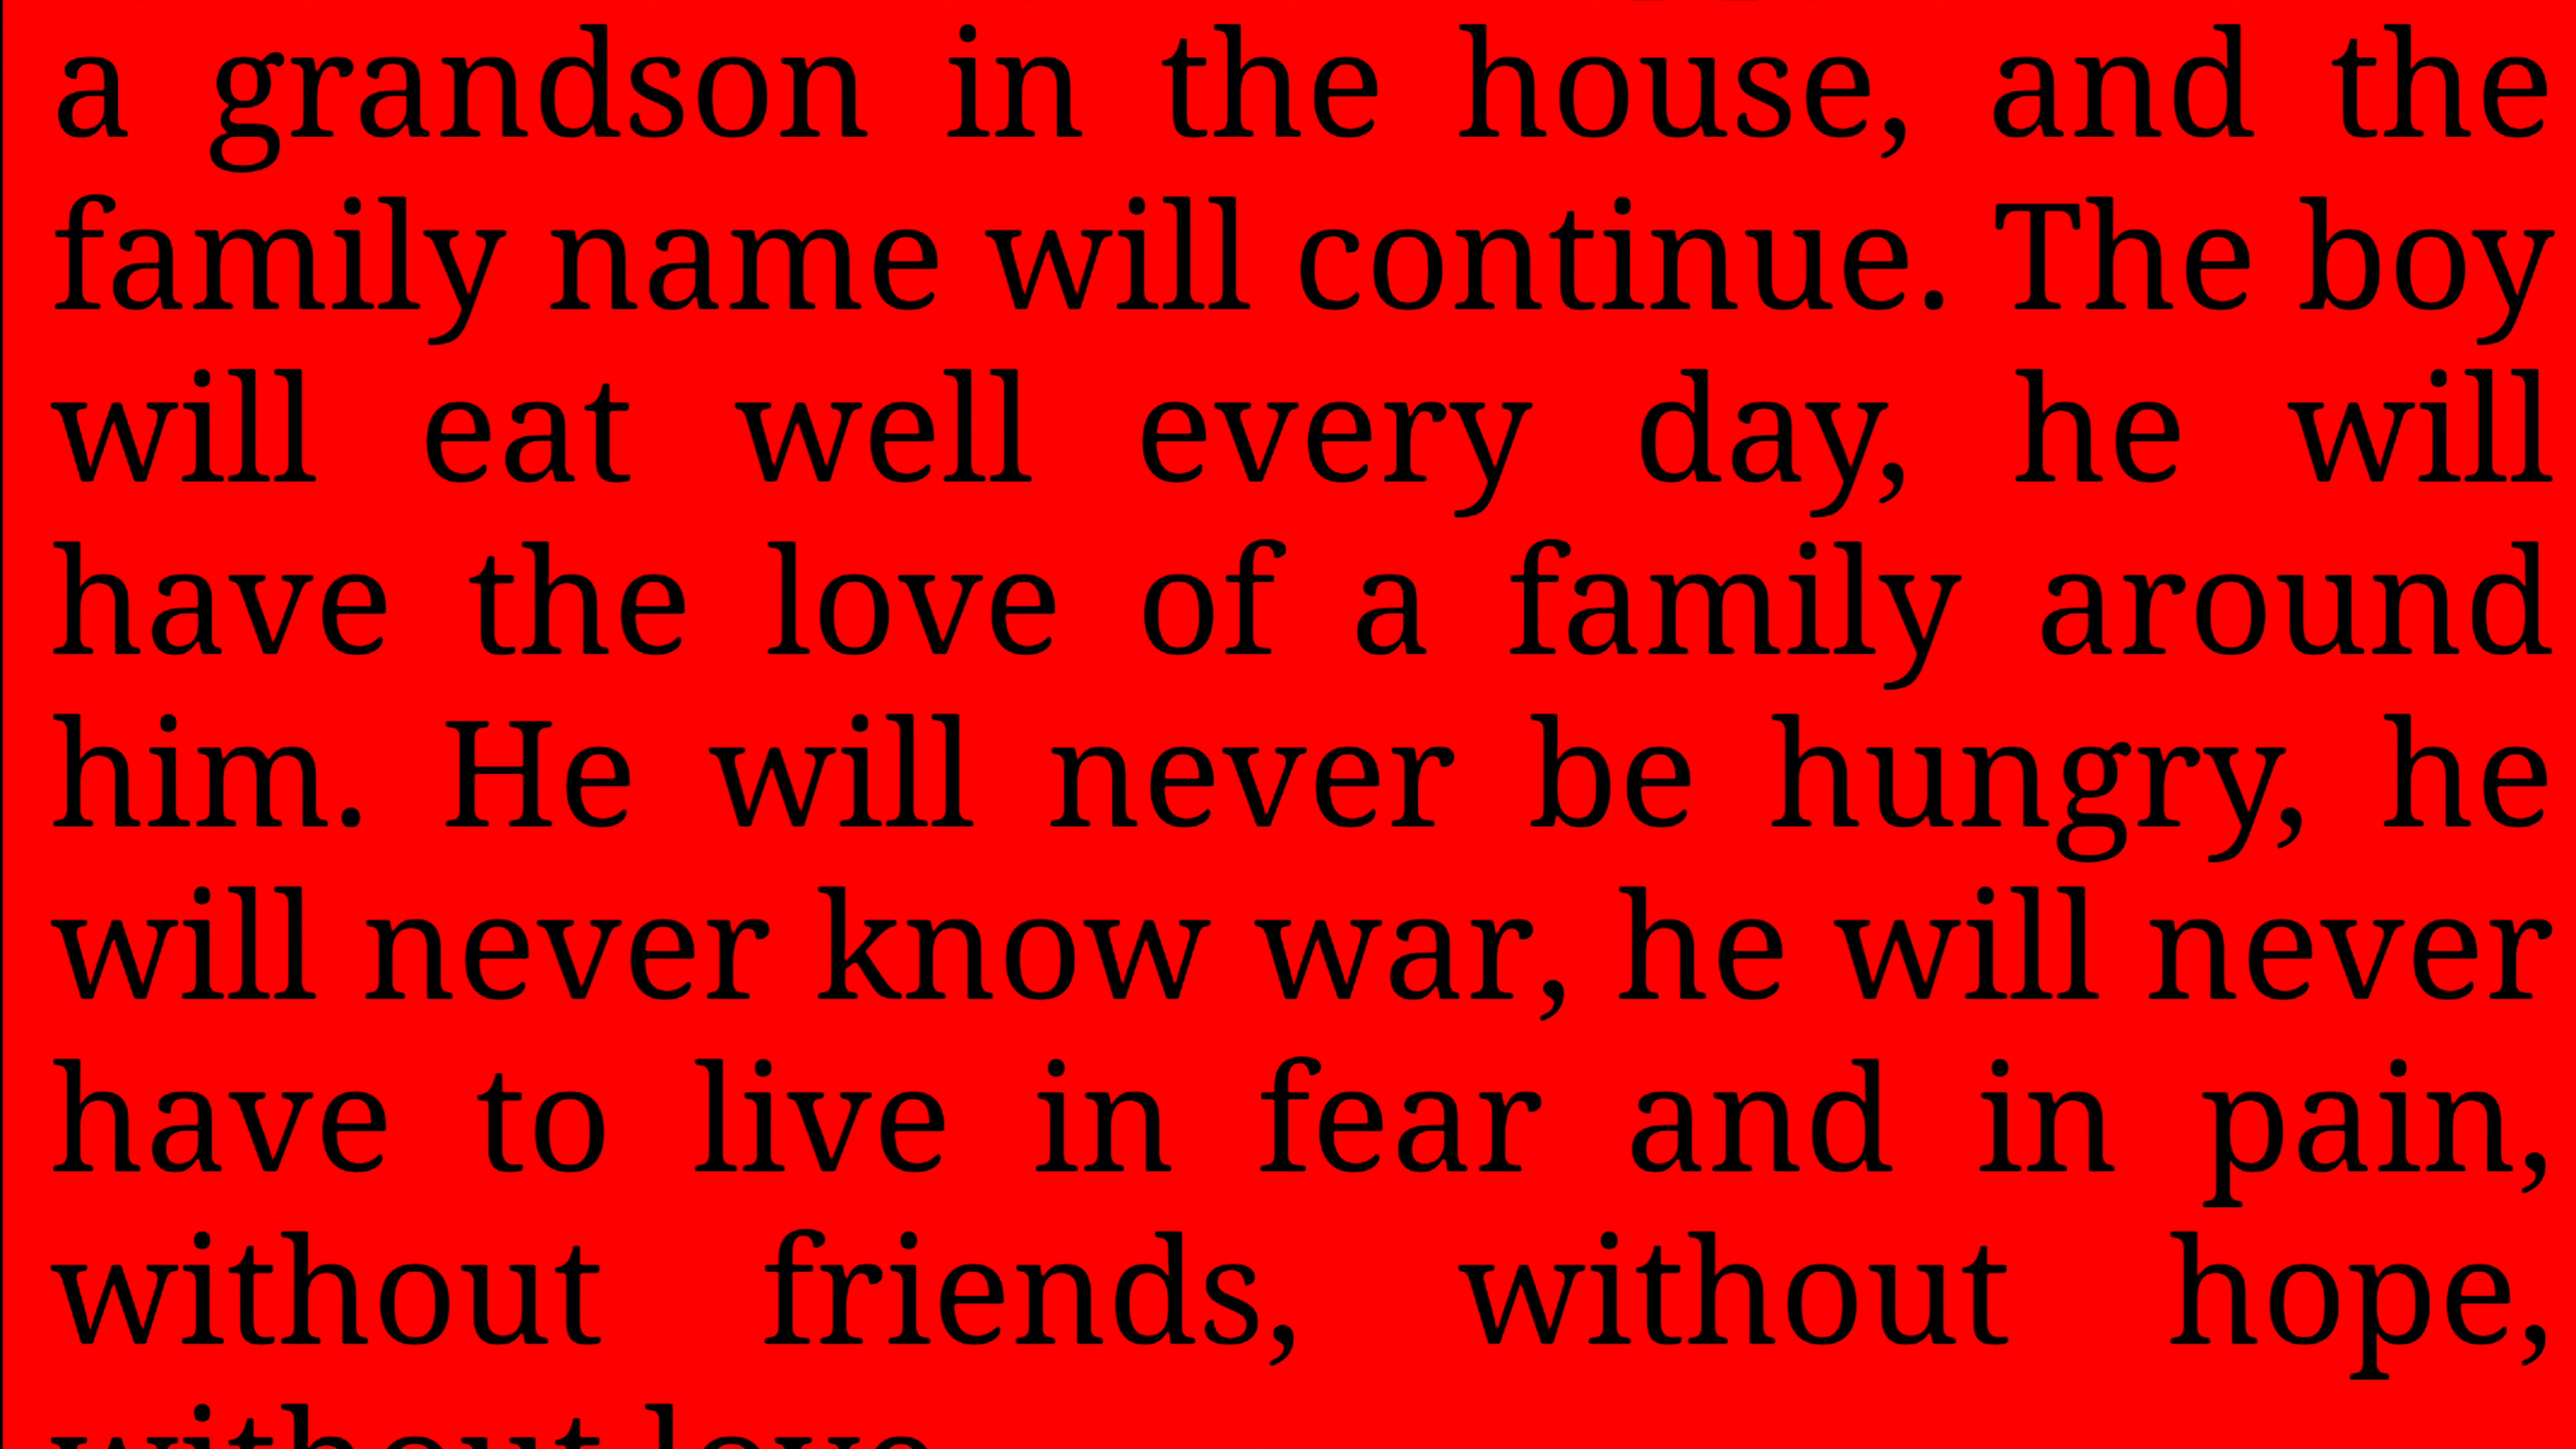 a grandson in the house, and the
family name will continue. The boy
will eat well every day, he will
have the love of a family around
him. He will never be hungry, he
will never know war, he will never
have to live in fear and in pain,
without friends, without hope,
without love